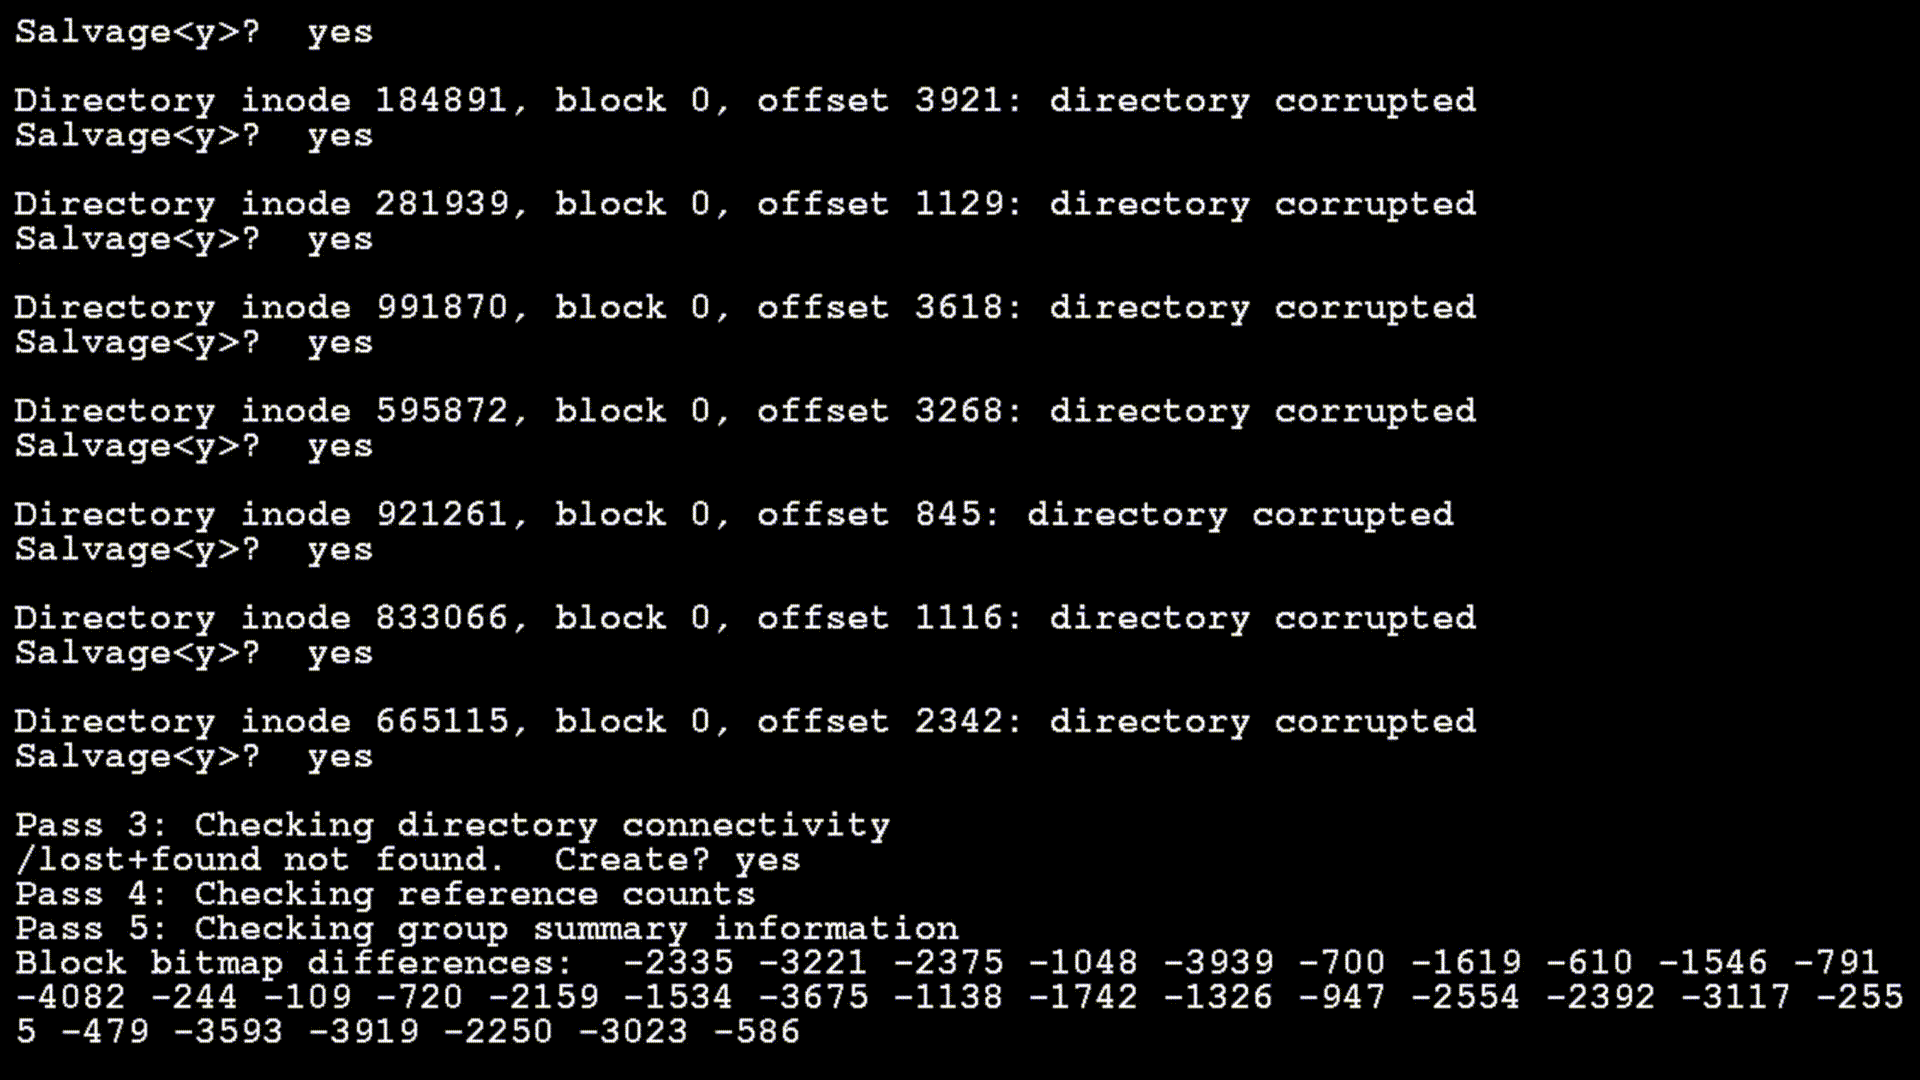 Salvage<y>?  yes
Directory inode 184891, block 0, offset 3921: directory corrupted
Salvage<y>?  yes
Directory inode 281939, block 0, offset 1129: directory corrupted
Salvage<y>?  yes
Directory inode 991870, block 0, offset 3618: directory corrupted
Salvage<y>?  yes
Directory inode 595872, block 0, offset 3268: directory corrupted
Salvage<y>?  yes
Directory inode 921261, block 0, offset 845: directory corrupted
Salvage<y>?  yes
Directory inode 833066, block 0, offset 1116: directory corrupted
Salvage<y>?  yes
Directory inode 665115, block 0, offset 2342: directory corrupted
Salvage<y>?  yes
Pass 3: Checking directory connectivity
/lost+found not found.  Create? yes
Pass 4: Checking reference counts
Pass 5: Checking group summary information
Block bitmap differences:  -2335 -3221 -2375 -1048 -3939 -700 -1619 -610 -1546 -791
-4082 -244 -109 -720 -2159 -1534 -3675 -1138 -1742 -1326 -947 -2554 -2392 -3117 -255
5 -479 -3593 -3919 -2250 -3023 -586